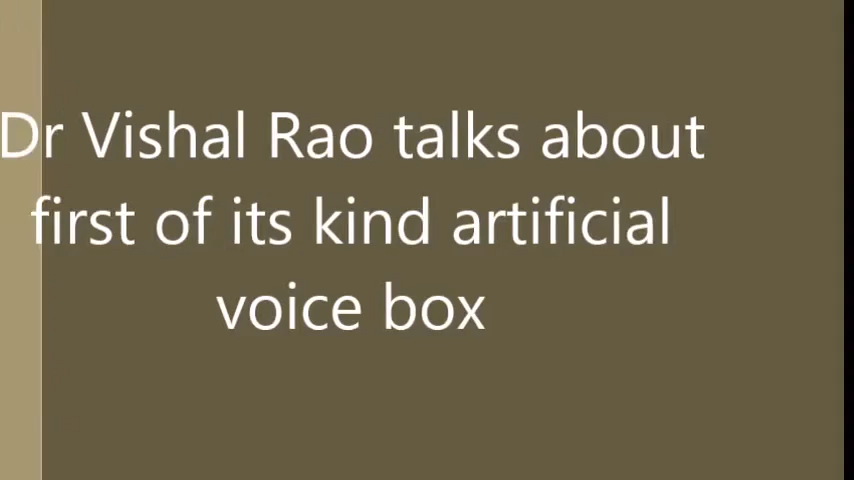 Dr Vishal Rao talks about
first of its kind artificial
voice box